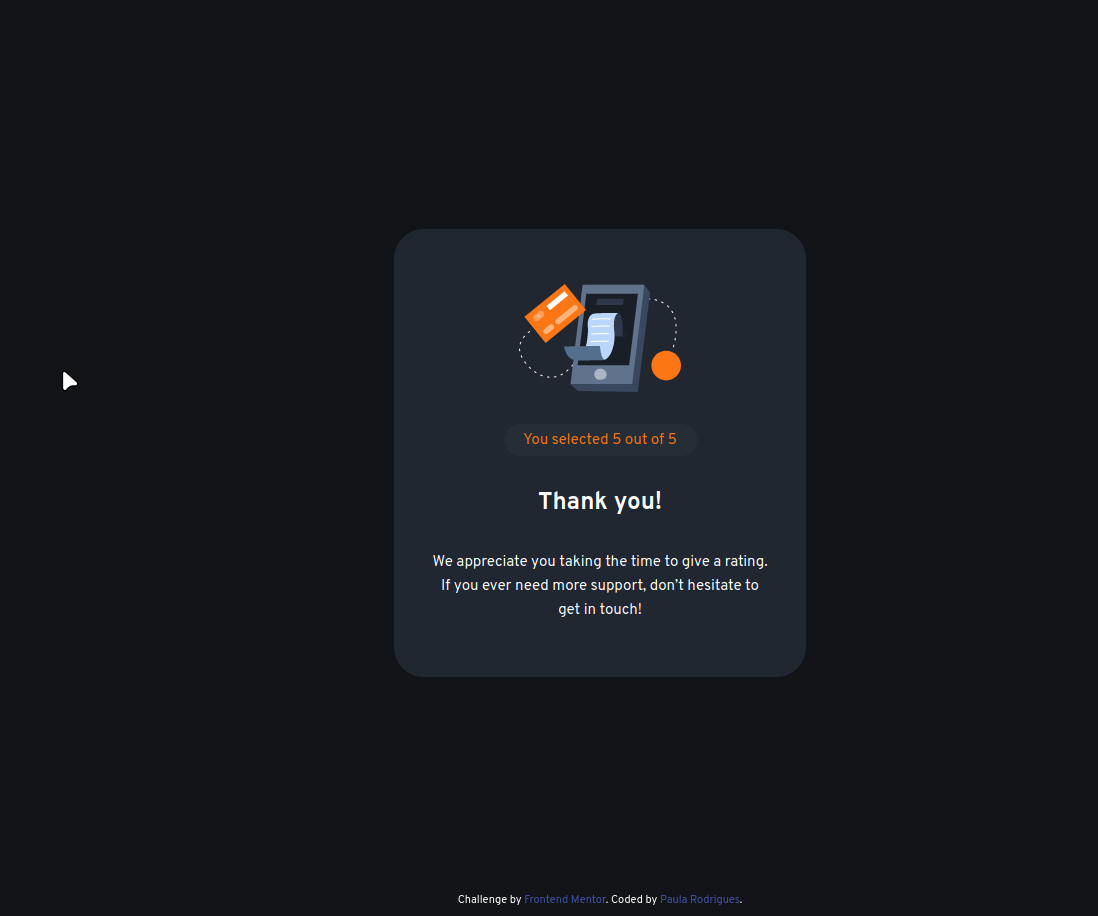 You selected 5 out of 5
Thank you!
We appreciate you taking the time to give a rating.
If you ever need more support, don’t hesitate to
get in touch!
Challenge by Frontend Mentor. Coded by Paula Rodrigues.